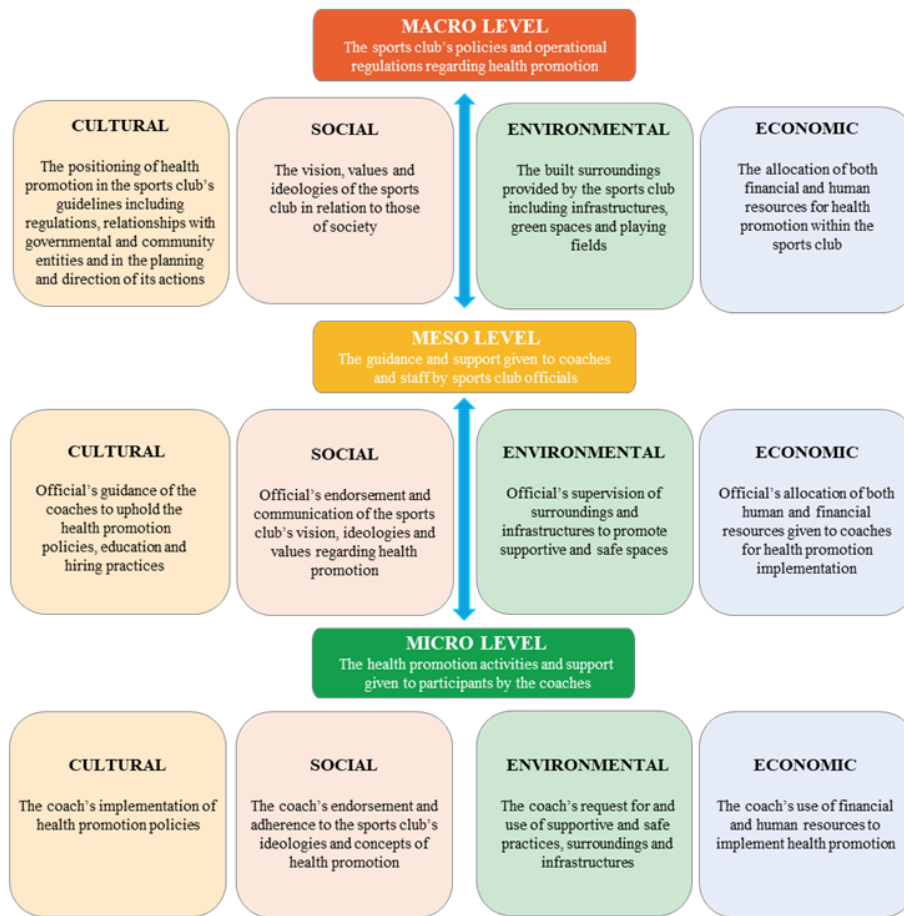 MACRO LEVEL
The sports club's policies and operational
regulations regarding health promotion
CULTURAL
The positioning of health
promotion in the sports club's
guidelines including
regulations, relationships with
governmental and community
entities and in the planning
and direction of its actions
SOCIAL
The vision, values and
ideologies of the sports
club in relation to those
of society
ENVIRONMENTAL
The built surroundings
provided by the sports club
including infrastructures,
green spaces and playing
fields
ECONOMIC
The allocation of both
financial and human
resources for health
promotion within the
sports club
MESO LEVEL
The guidance and support given to coaches
and staff by sports club officials
CULTURAL
Official's guidance of the
coaches to uphold the
health promotion
policies, education and
hiring practices
SOCIAL
Official's endorsement and
communication of the sports
club's vision, ideologies and
values regarding health
promotion
ENVIRONMENTAL
Official's supervision of
surroundings and
infrastructures to promote
supportive and safe spaces
ECONOMIC
Official's allocation of both
human and financial
resources given to coaches
for health promotion
implementation
MICRO LEVEL
The health promotion activities and support
given to participants by the coaches
CULTURAL
The coach's implementation of
health promotion policies
SOCIAL
The coach's endorsement and
adherence to the sports club's
ideologies and concepts of
health promotion
ENVIRONMENTAL
The coach's request for and
use of supportive and safe
practices, surroundings and
infrastructures
ECONOMIC
The coach's use of financial
and human resources to
implement health promotion